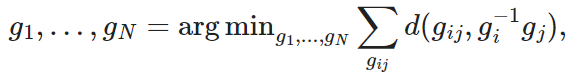 g_1, \ldots, g_N = \arg\min_{g_1,\ldots,g_N} \sum_{g_{ij}} d(g_{ij}, g_i^{-1} g_j),